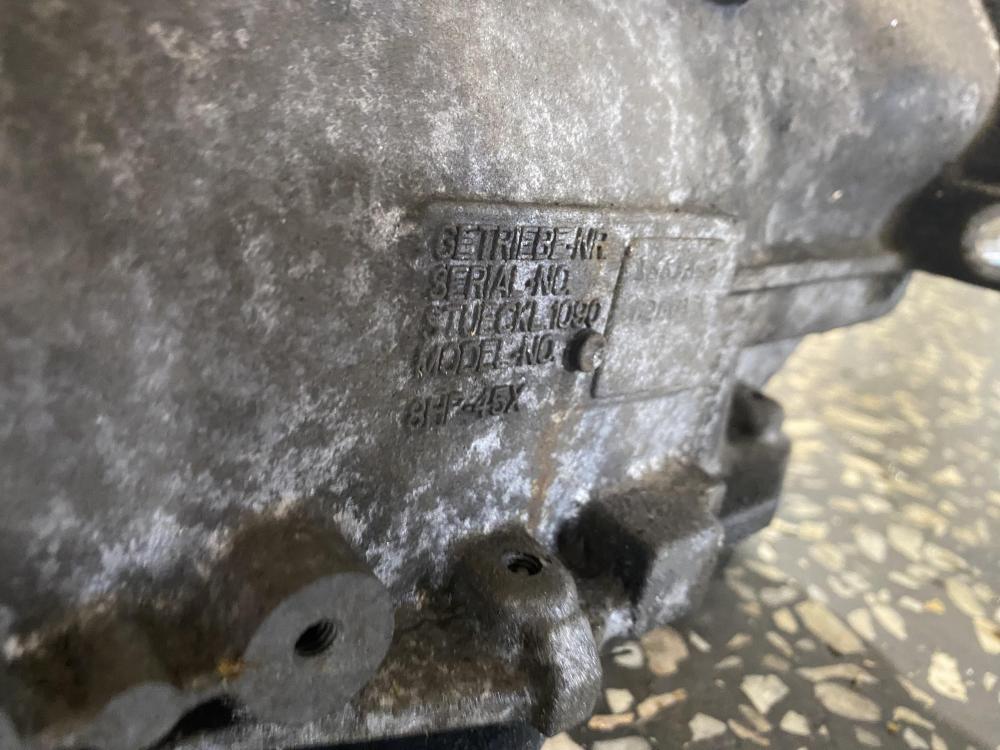 GETRIEBE-NR.
SERIAL-NO.
STUECKL.1090
MODEL-NO.
8HP-45X